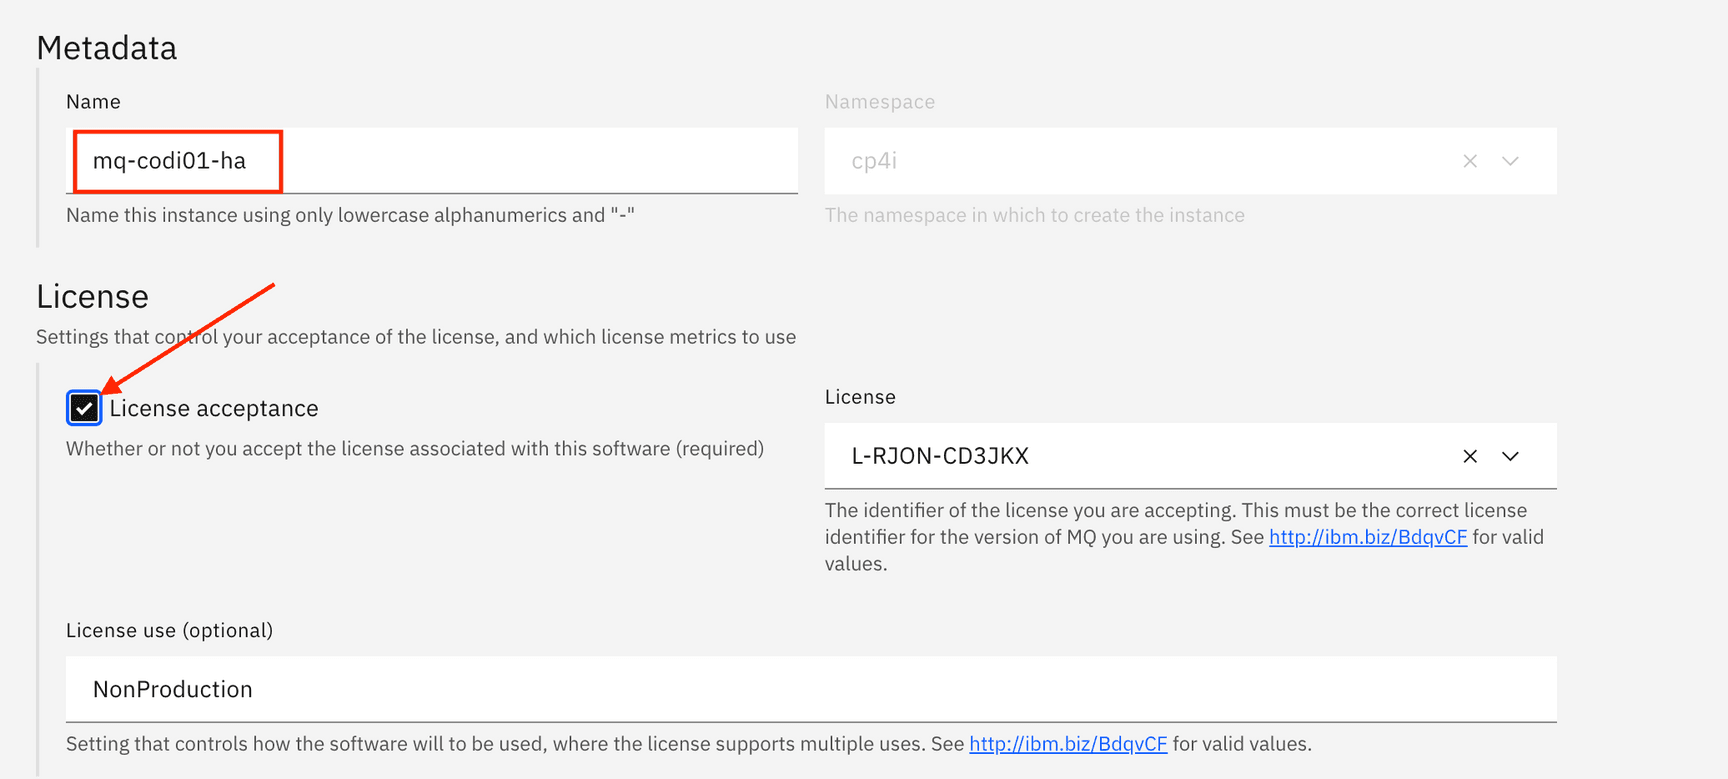 Metadata
Name
Namespace
mq-codi01-ha
cp4i
Name this instance using only lowercase alphanumerics and "-"
The namespace in which to create the instance
License
Settings that control your acceptance of the license, and which license metrics to use
License acceptance
Whether or not you accept the license associated with this software (required)
License
L-RJON-CD3JKX
The identifier of the license you are accepting. This must be the correct license
identifier for the version of MQ you are using. See http://ibm.biz/BdqvCF for valid
values.
License use (optional)
NonProduction
Setting that controls how the software will to be used, where the license supports multiple uses. See http://ibm.biz/BdqvCF for valid values.